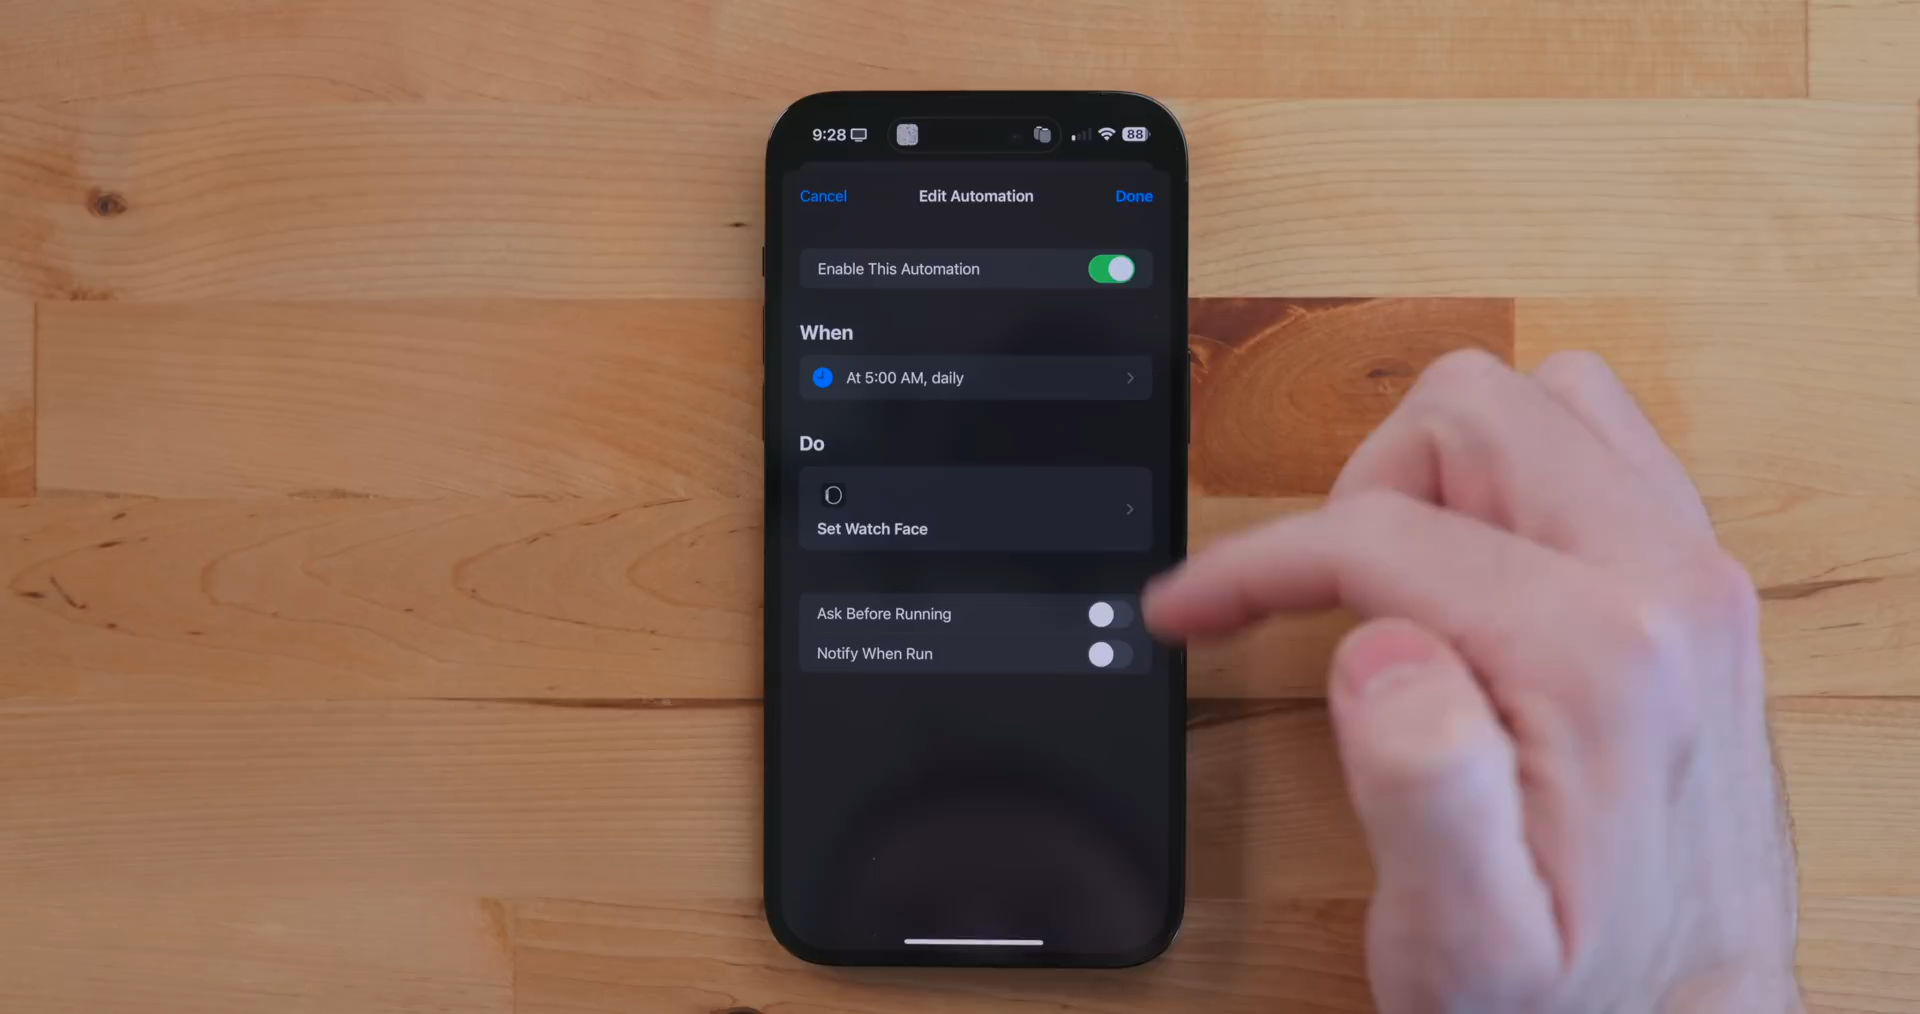 9:28
88
Cancel
Edit Automation
Done
Enable This Automation
When
At 5:00 AM, daily
Do
Set Watch Face
Ask Before Running
Notify When Run